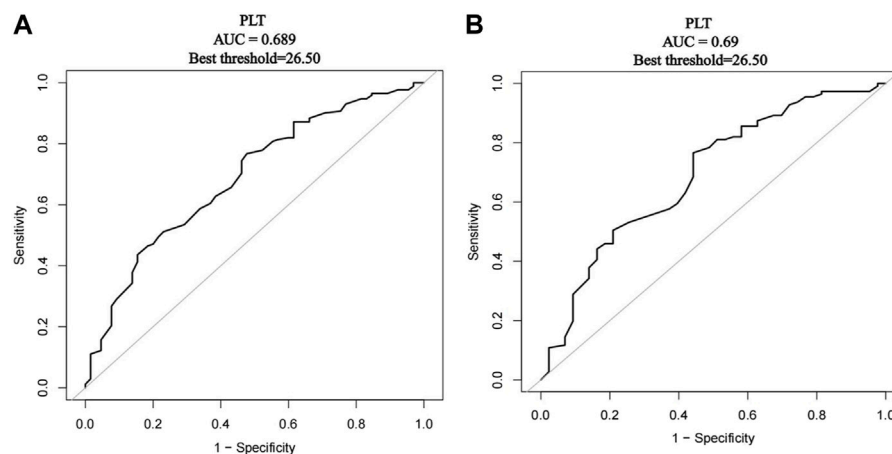 A
PLT
AUC = 0.689
Best threshold=26.50
Sensitivity
1.0
0.8
0.6
0.4
0.2
0.0
0.0 0.2 0.4 0.6 0.8 1.0
1 − Specificity
B
PLT
AUC = 0.69
Best threshold=26.50
Sensitivity
1.0
0.8
0.6
0.4
0.2
0.0
0.0 0.2 0.4 0.6 0.8 1.0
1 − Specificity